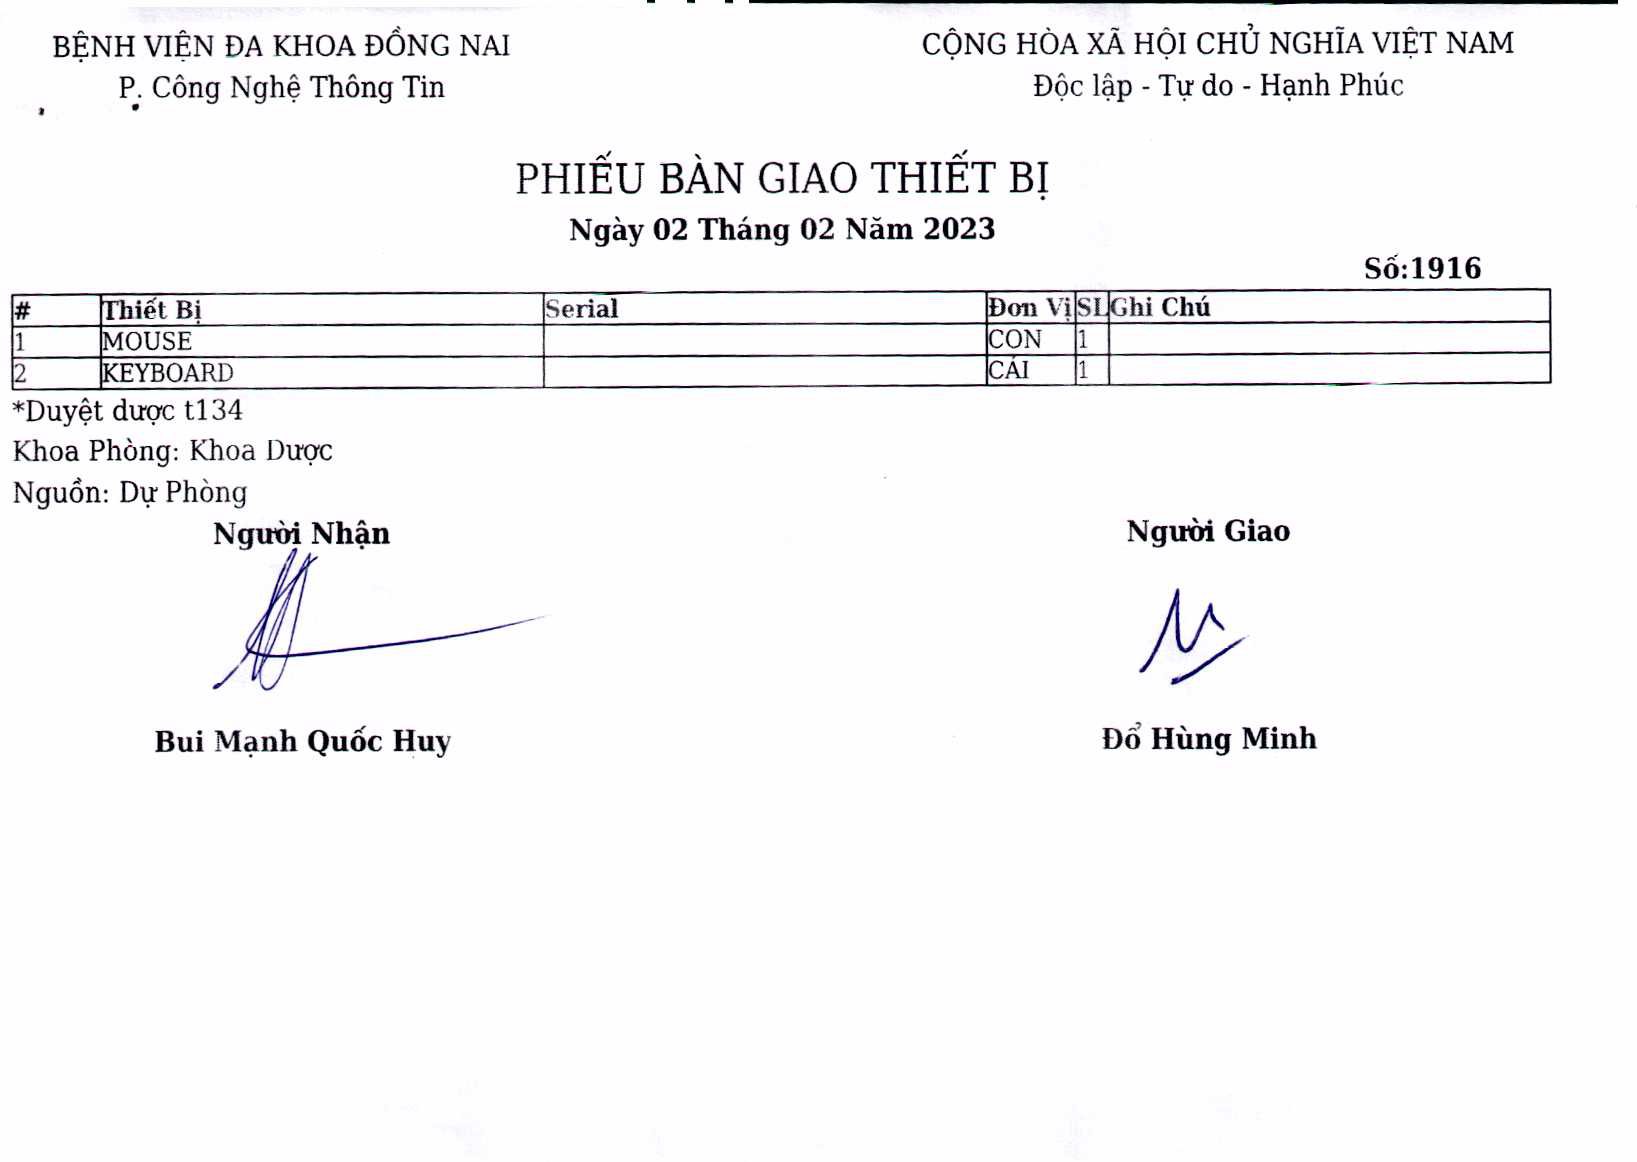 BỆNH VIỆN ĐA KHOA ĐỒNG NAI
P. Công Nghệ Thông Tin
CỘNG HÒA XÃ HỘI CHỦ NGHĨA VIỆT NAM
Độc lập - Tự do - Hạnh Phúc
PHIẾU BÀN GIAO THIẾT BỊ
Ngày 02 Tháng 02 Năm 2023
Số:1916
# Thiết Bị Serial Đơn Vị SL Ghi Chú
1 MOUSE CON 1
2 KEYBOARD CÁI 1
*Duyệt dược t134
Khoa Phòng: Khoa Dược
Nguồn: Dự Phòng
Người Nhận Người Giao
Bui Mạnh Quốc Huy Đổ Hùng Minh